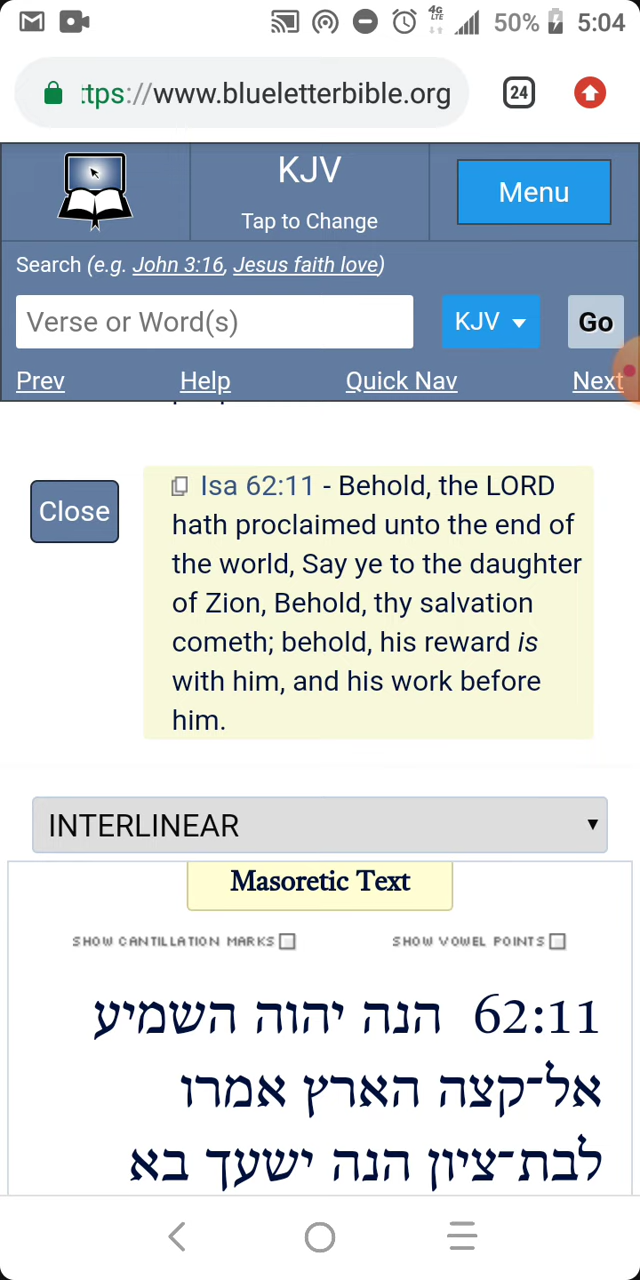 4G
LTE
50%
5:04
ttps://www.blueletterbible.org
24
KJV
Tap to Change
Menu
Search (e.g. John 3:16, Jesus faith love)
Verse or Word(s)
KJV
Go
Prev Help Quick Nav Next
Close
Isa 62:11 - Behold, the LORD
hath proclaimed unto the end of
the world, Say ye to the daughter
of Zion, Behold, thy salvation
cometh; behold, his reward is
with him, and his work before
him.
INTERLINEAR
Masoretic Text
SHOW CANTILLATION MARKS SHOW VOWEL POINTS
62:11 הנה יהוה השמיע
אל־קצה הארץ אמרו
לבת־ציון הנה ישעך בא